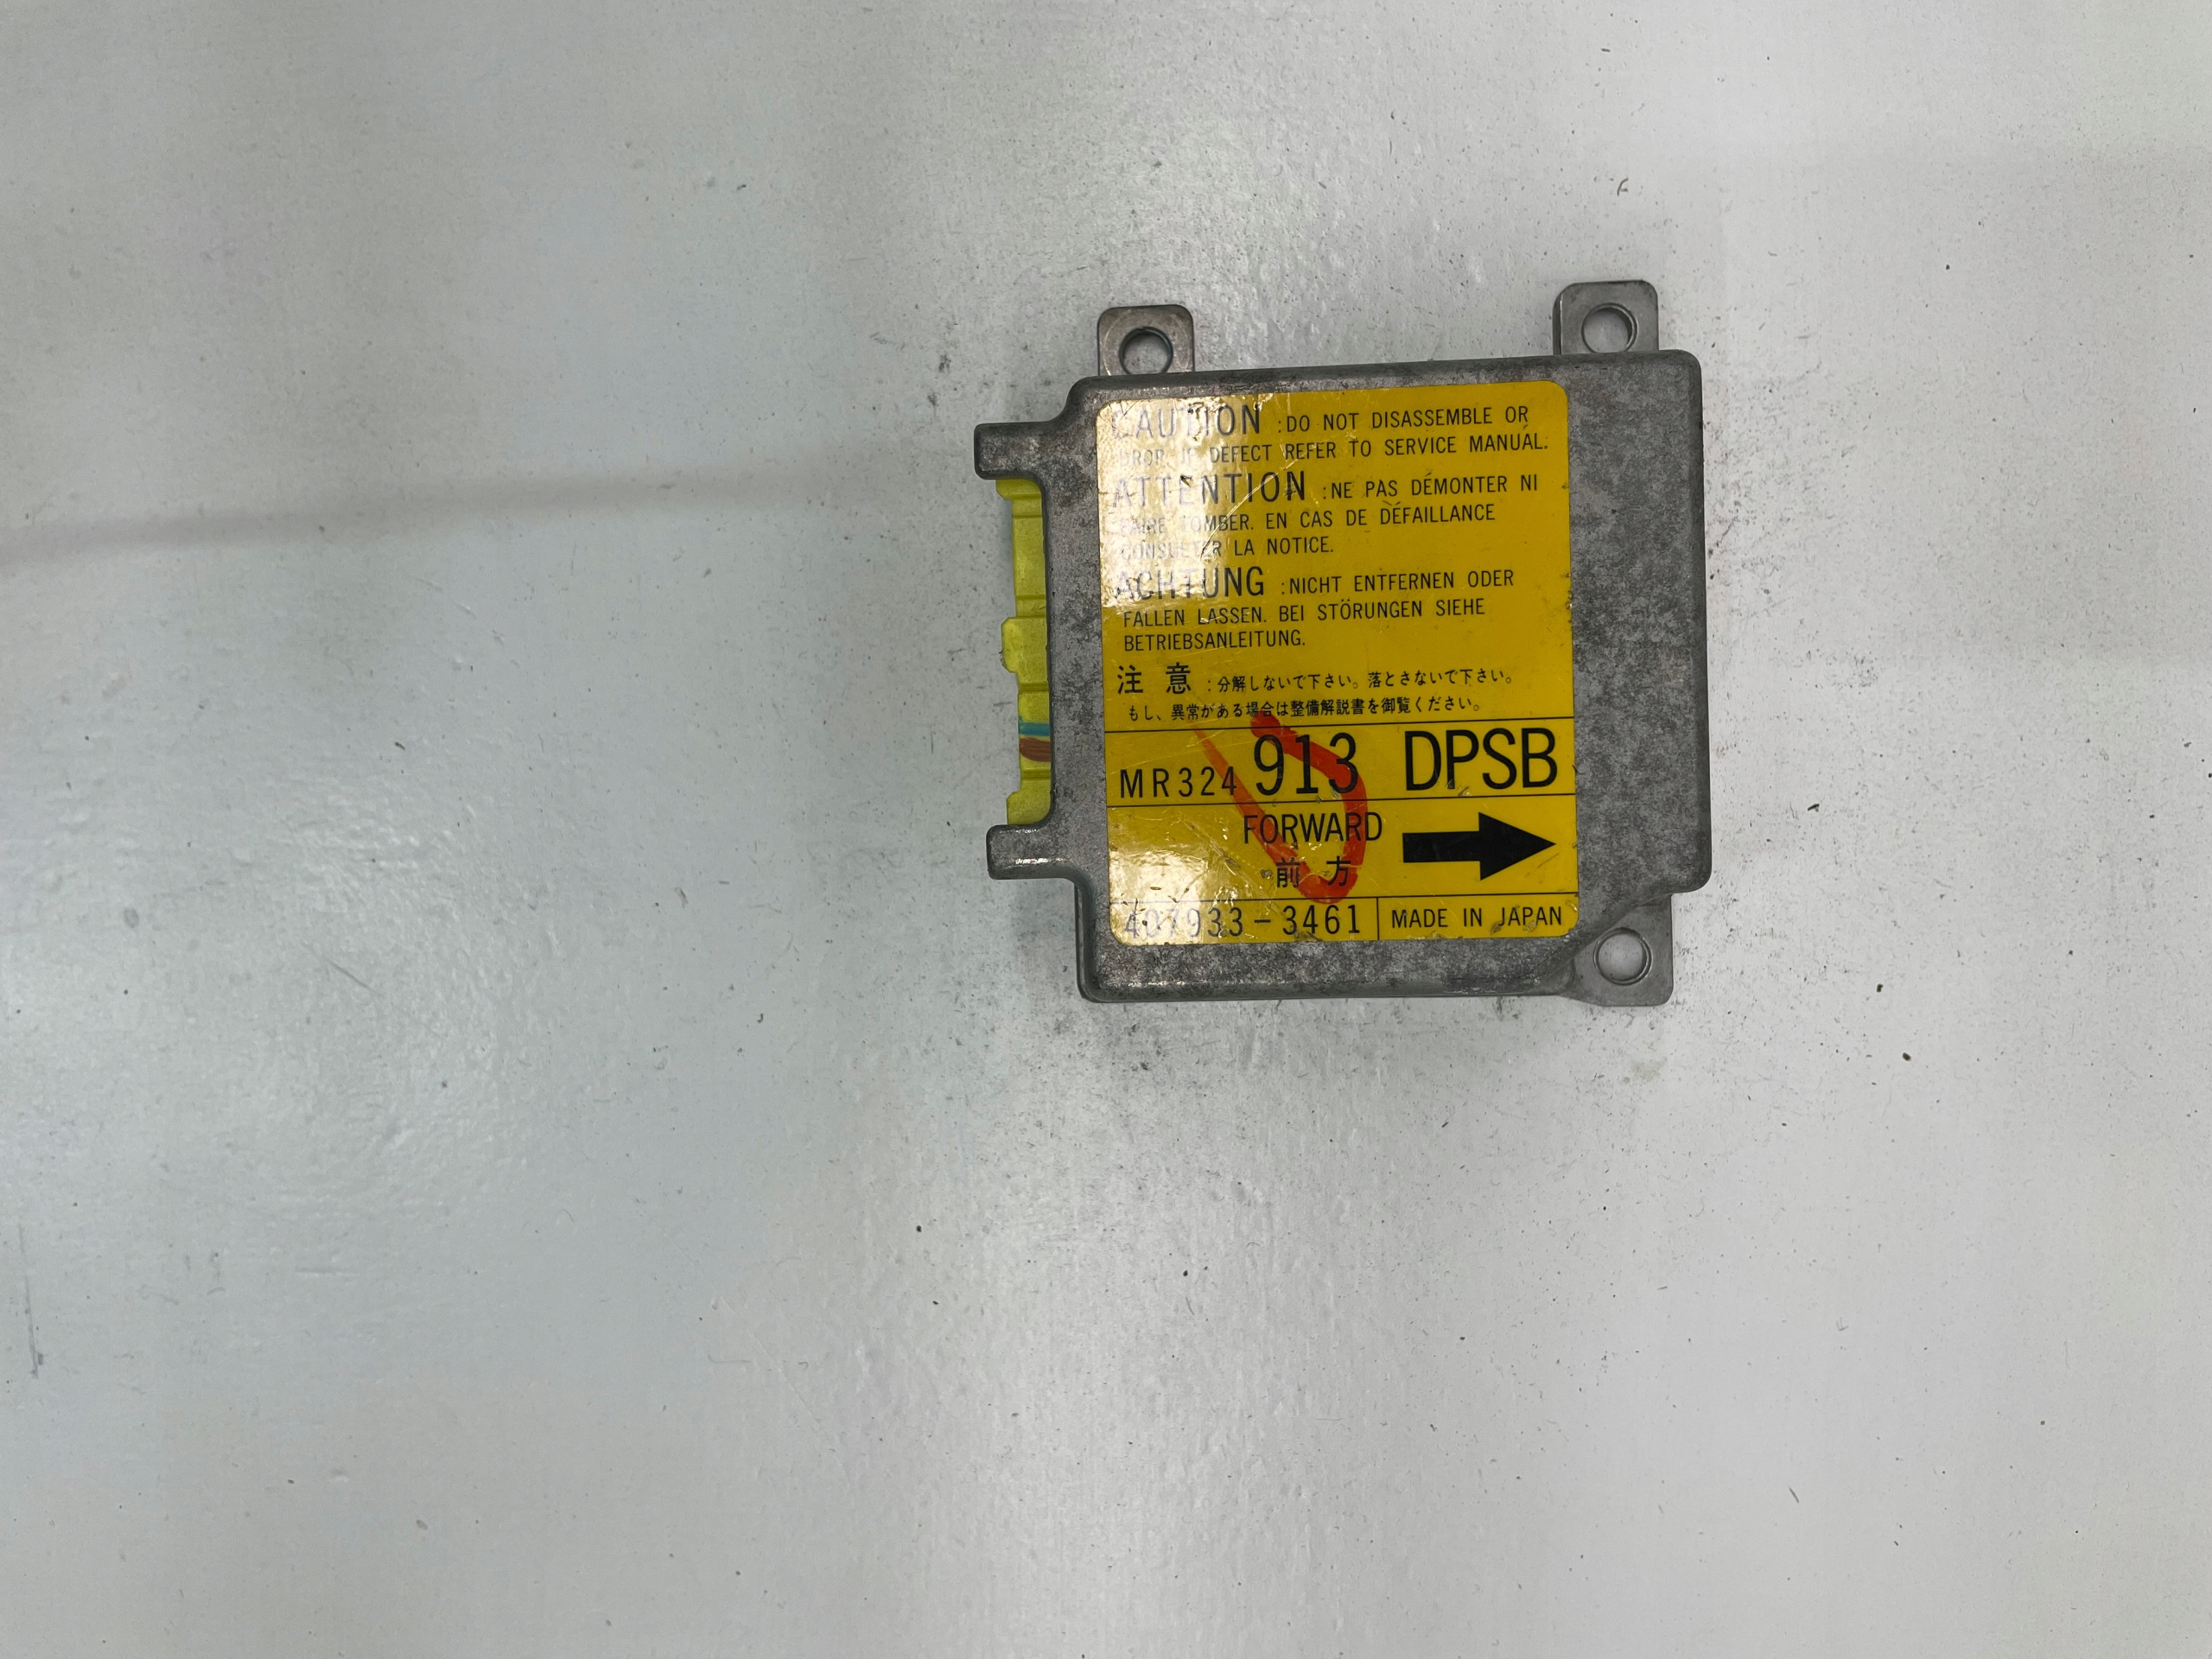 CAUTION :DO NOT DISASSEMBLE OR
DROP. IF DEFECT REFER TO SERVICE MANUAL.
ATTENTION :NE PAS DÉMONTER NI
FAIRE TOMBER. EN CAS DE DÉFAILLANCE
CONSULTER LA NOTICE.
ACHTUNG :NICHT ENTFERNEN ODER
FALLEN LASSEN. BEI STÖRUNGEN SIEHE
BETRIEBSANLEITUNG.
注 意 :分解しないで下さい。落とさないで下さい。
もし、異常がある場合は整備解説書を御覧ください。
MR324 913 DPSB
FORWARD
前 方
407933-3461 MADE IN JAPAN